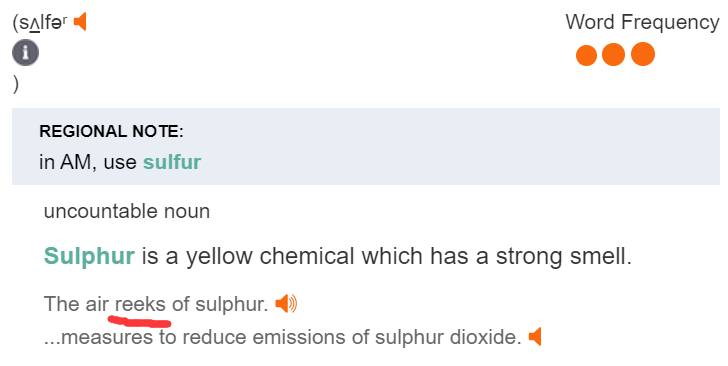 (sʌlfəʳ
Word Frequency
i
)
REGIONAL NOTE:
in AM, use sulfur
uncountable noun
Sulphur is a yellow chemical which has a strong smell.
The air reeks of sulphur.
...measures to reduce emissions of sulphur dioxide.